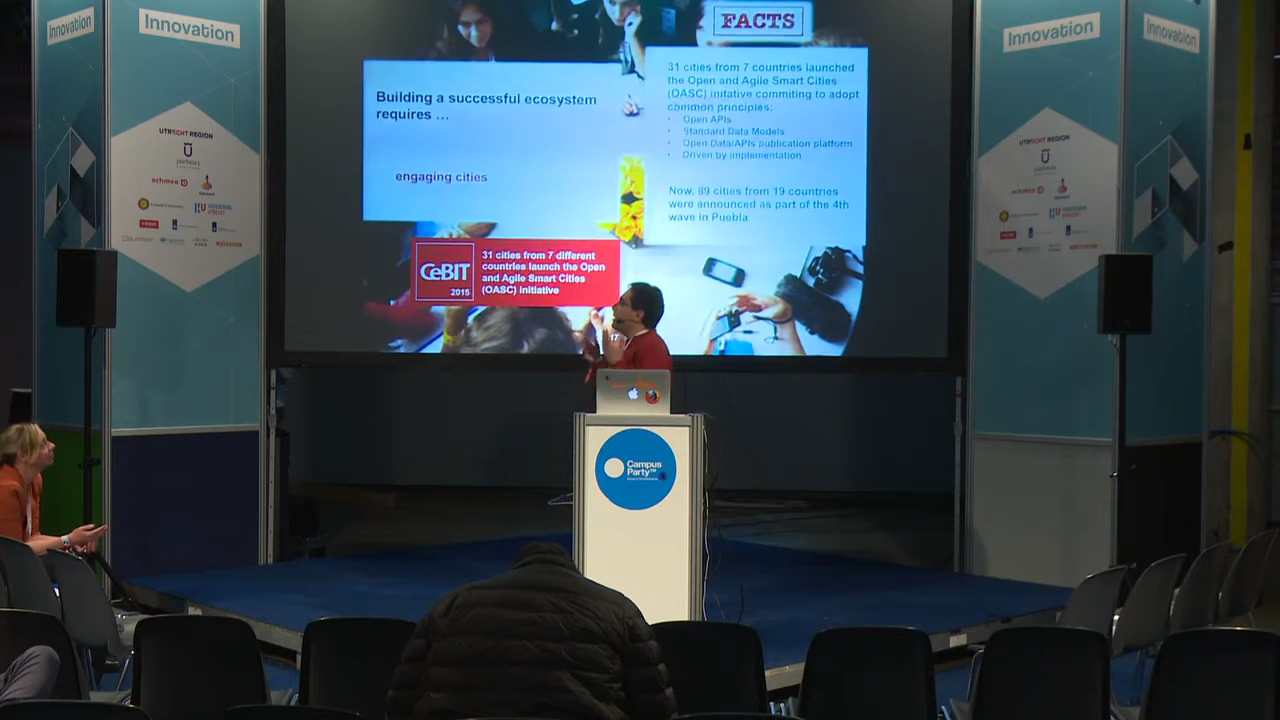 Innovation
Innovation
Innovation
Innovation
FACTS
Building a successful ecosystem
requires …
engaging cities
31 cities from 7 countries launched
the Open and Agile Smart Cities
(OASC) initative commiting to adopt
common principles:
· Open APIs
· Standard Data Models
· Open Data/APIs publication platform
· Driven by implementation
Now, 89 cities from 19 countries
were announced as part of the 4th
wave in Puebla
CeBIT
2015
31 cities from 7 different
countries launch the Open
and Agile Smart Cities
(OASC) initiative
UTRECHT REGION
achmea
UTRECHT REGION
achmea
Campus
Party™